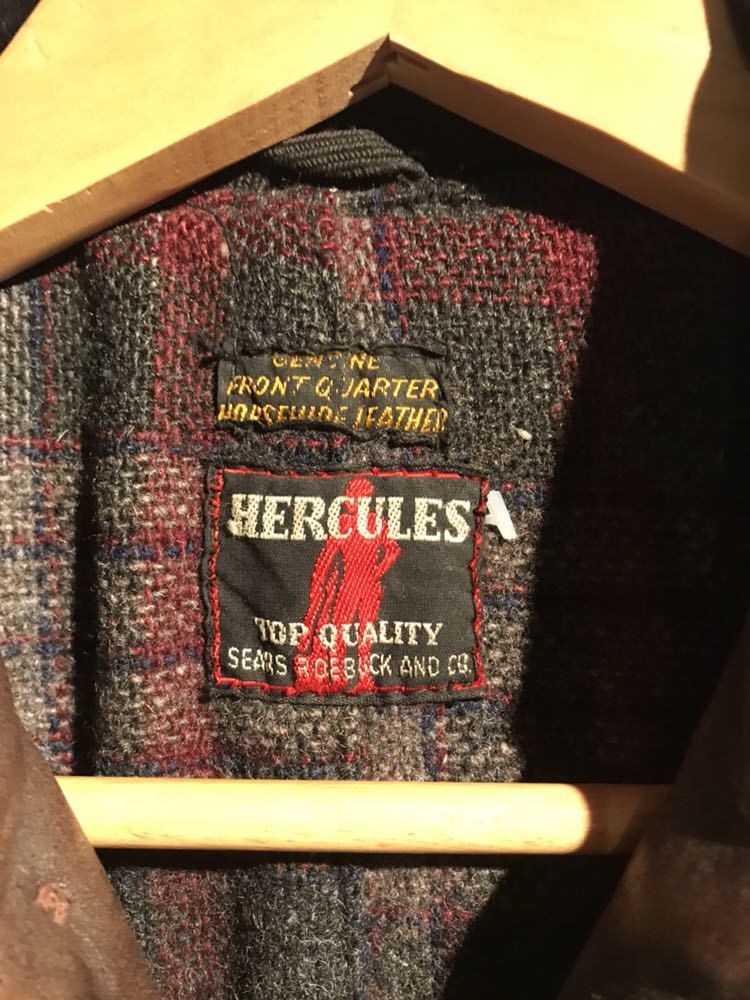 GENUINE
FRONT QUARTER
HORSEHIDE LEATHER
HERCULES
TOP QUALITY
SEARS ROEBUCK AND CO.